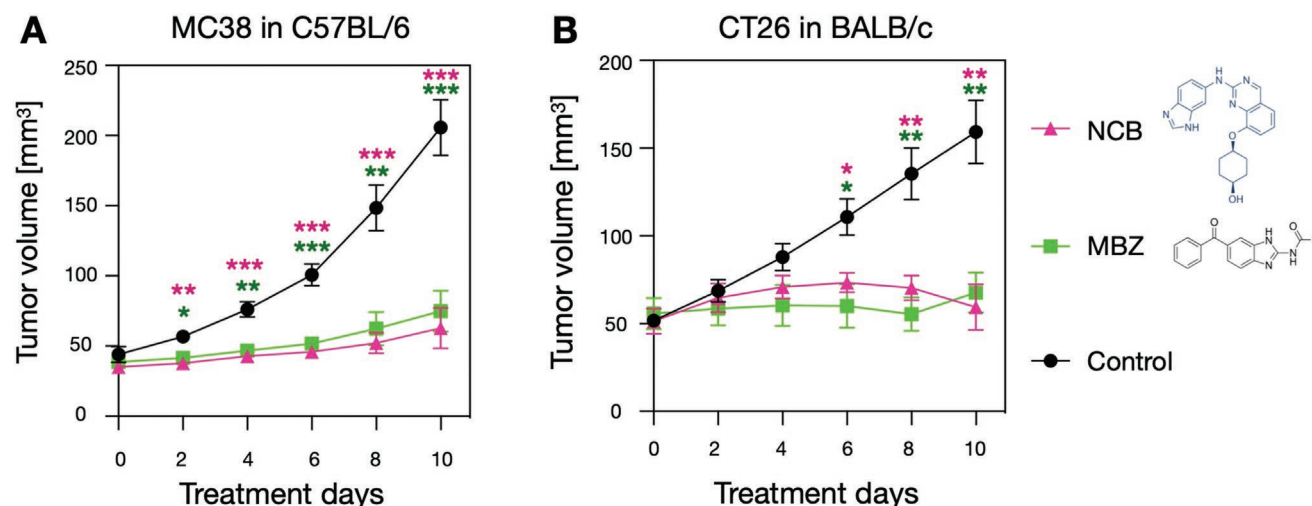 A
MC38 in C57BL/6
Tumor volume [mm³]
250
200
150
100
50
0
**
*
***
**
***
***
***
**
***
***
0 2 4 6 8 10
Treatment days
B
CT26 in BALB/c
Tumor volume [mm³]
200
150
100
50
0
*
*
**
**
**
**
0 2 4 6 8 10
Treatment days
NCB
H
N
N
N
N
NH
O
OH
MBZ
O
H
N
N
N
H
O
Control